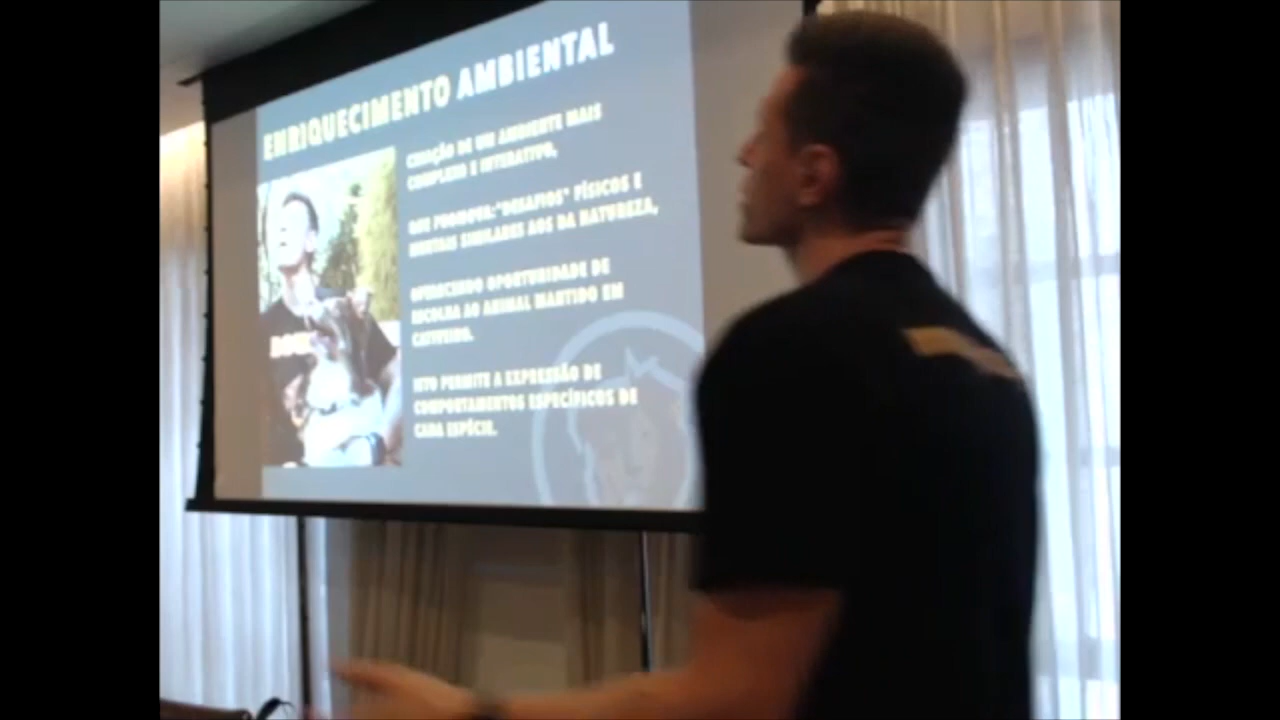 ENRIQUECIMENTO AMBIENTAL
CRIAÇÃO DE UM AMBIENTE MAIS
COMPLEXO E INTERATIVO,
QUE PROMOVA:"DESAFIOS" FÍSICOS E
MENTAIS SIMILARES AOS DA NATUREZA,
OFERECENDO OPORTUNIDADE DE
ESCOLHA AO ANIMAL MANTIDO EM
CATIVEIRO.
ISTO PERMITE A EXPRESSÃO DE
COMPORTAMENTOS ESPECÍFICOS DE
CADA ESPÉCIE.